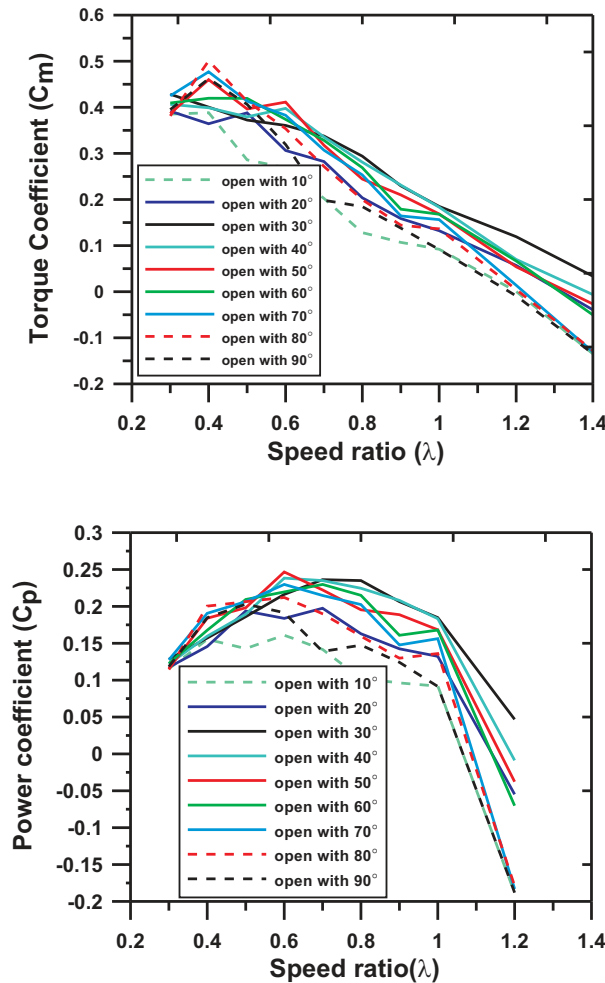 0.6
0.5
0.4
0.3
0.2
0.1
0
-0.1
-0.2
Torque Coefficient (Cm)
open with 10°
open with 20°
open with 30°
open with 40°
open with 50°
open with 60°
open with 70°
open with 80°
open with 90°
0.2 0.4 0.6 0.8 1 1.2 1.4
Speed ratio (λ)
0.3
0.25
0.2
0.15
0.1
0.05
0
-0.05
-0.1
-0.15
-0.2
Power coefficient (Cp)
open with 10°
open with 20°
open with 30°
open with 40°
open with 50°
open with 60°
open with 70°
open with 80°
open with 90°
0.2 0.4 0.6 0.8 1 1.2 1.4
Speed ratio(λ)